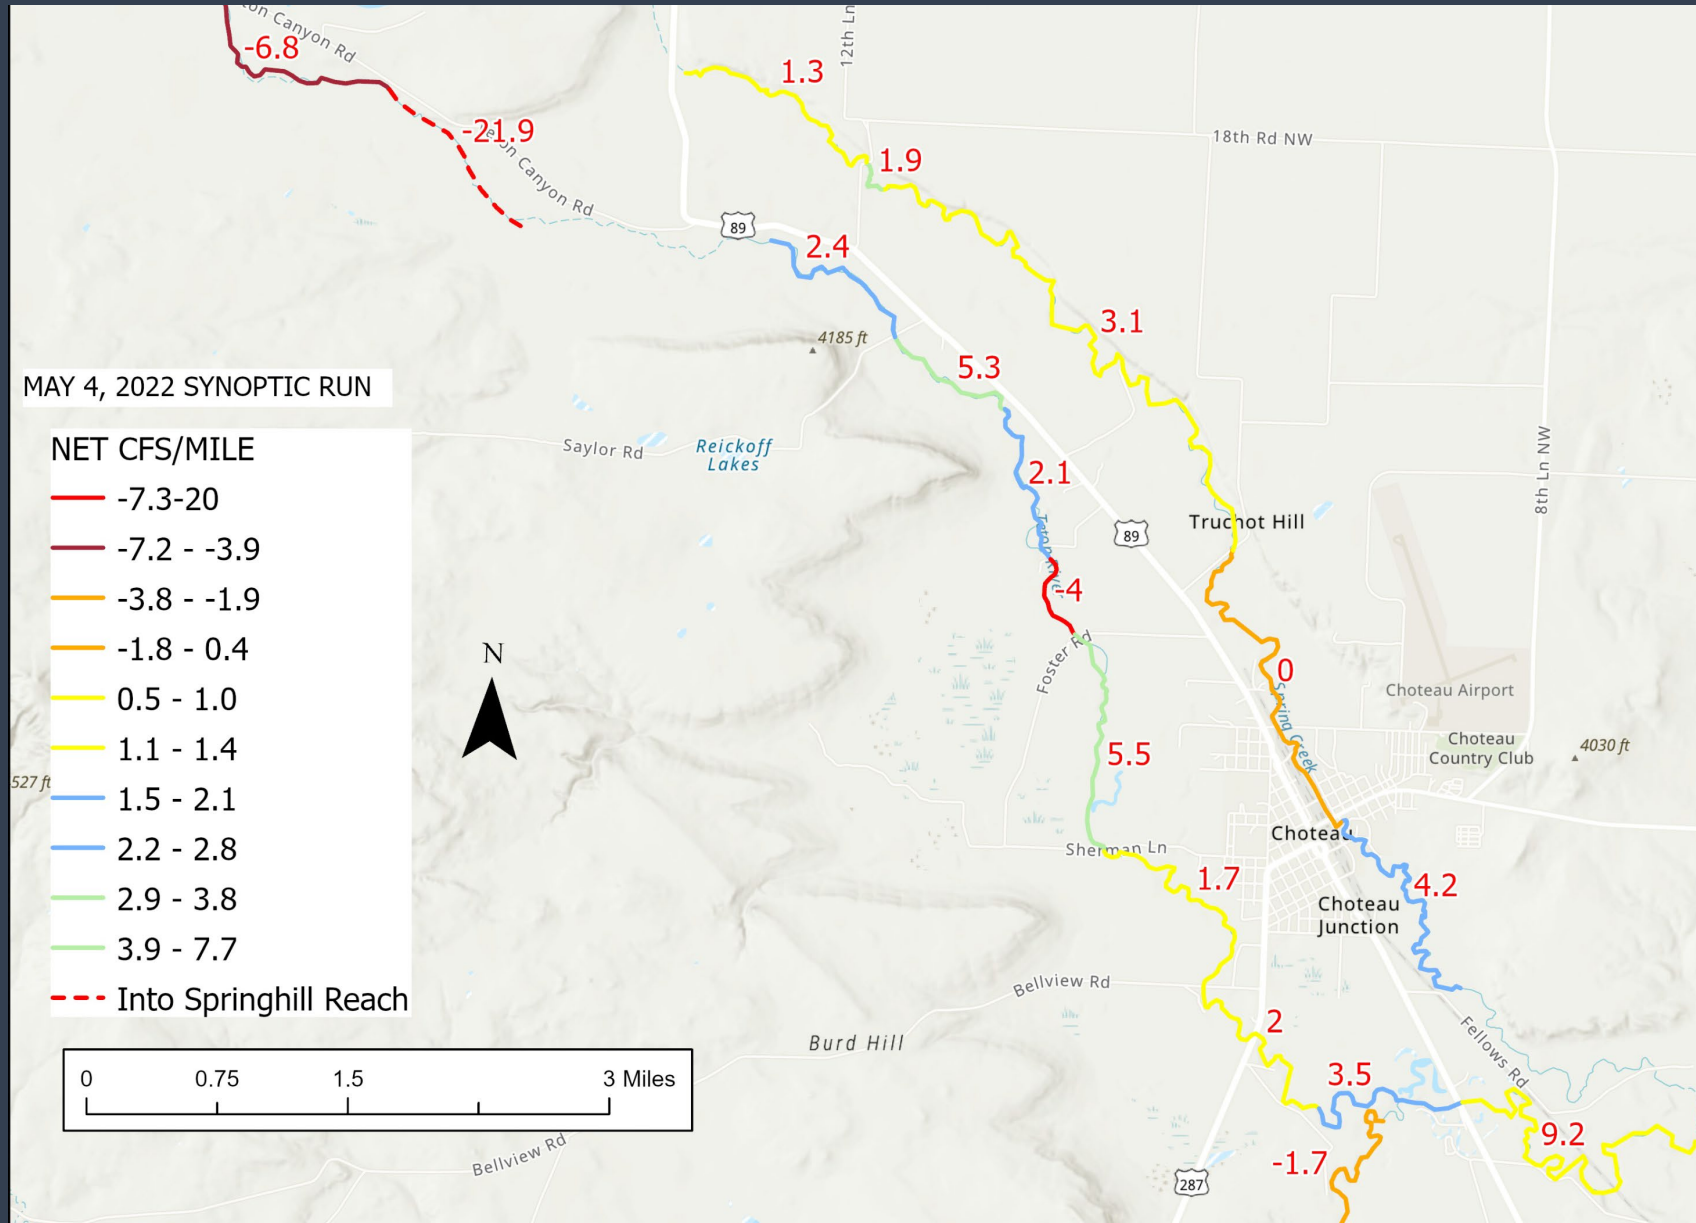 ton Canyon Rd
-6.8
12th Ln
1.3
-21.9
Teton Canyon Rd
18th Rd NW
1.9
89
2.4
4185 ft
5.3
3.1
MAY 4, 2022 SYNOPTIC RUN
NET CFS/MILE
-7.3-20
-7.2 - -3.9
-3.8 - -1.9
-1.8 - 0.4
0.5 - 1.0
1.1 - 1.4
1.5 - 2.1
2.2 - 2.8
2.9 - 3.8
3.9 - 7.7
Into Springhill Reach
Saylor Rd
Reickoff
Lakes
2.1
8th Ln NW
Truchot Hill
89
Teton River
-4
N
Foster Rd
0
Spring Creek
Choteau Airport
Choteau
Country Club
4030 ft
527 ft
5.5
Choteau
Sherman Ln
1.7
4.2
Choteau
Junction
Bellview Rd
2
Burd Hill
Fellows Rd
3.5
0 0.75 1.5 3 Miles
9.2
Bellview Rd
-1.7
287